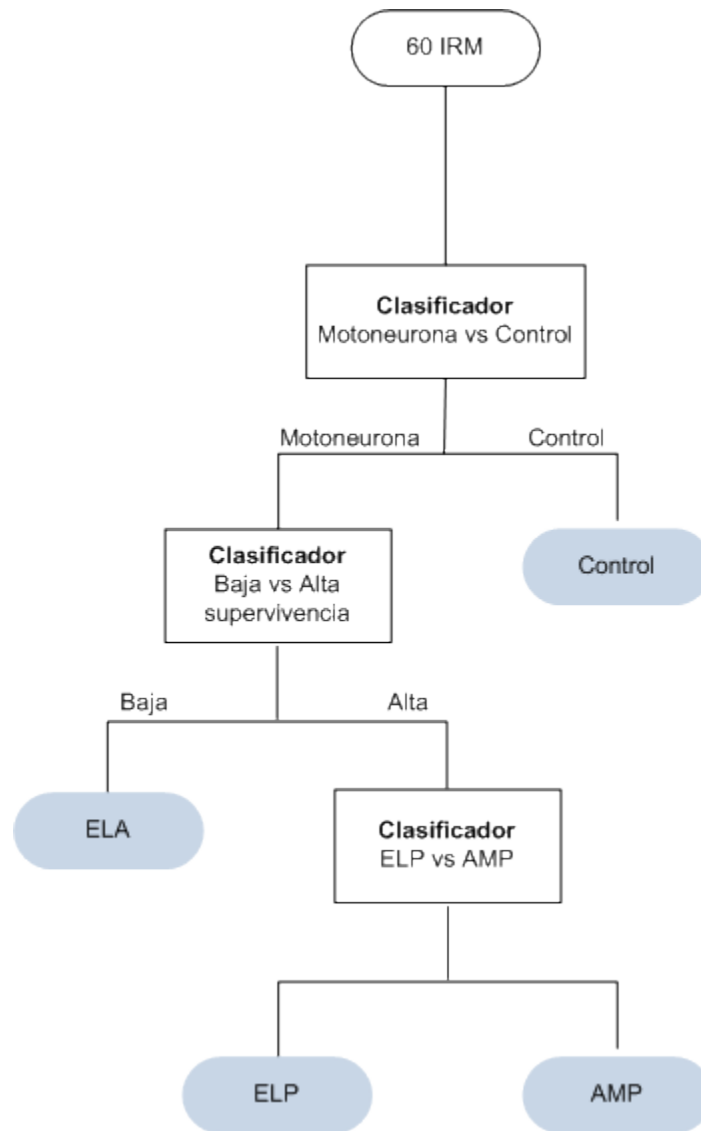 60 IRM
Clasificador
Motoneurona vs Control
Motoneurona
Control
Clasificador
Baja vs Alta
supervivencia
Control
Baja
Alta
ELA
Clasificador
ELP vs AMP
ELP
AMP